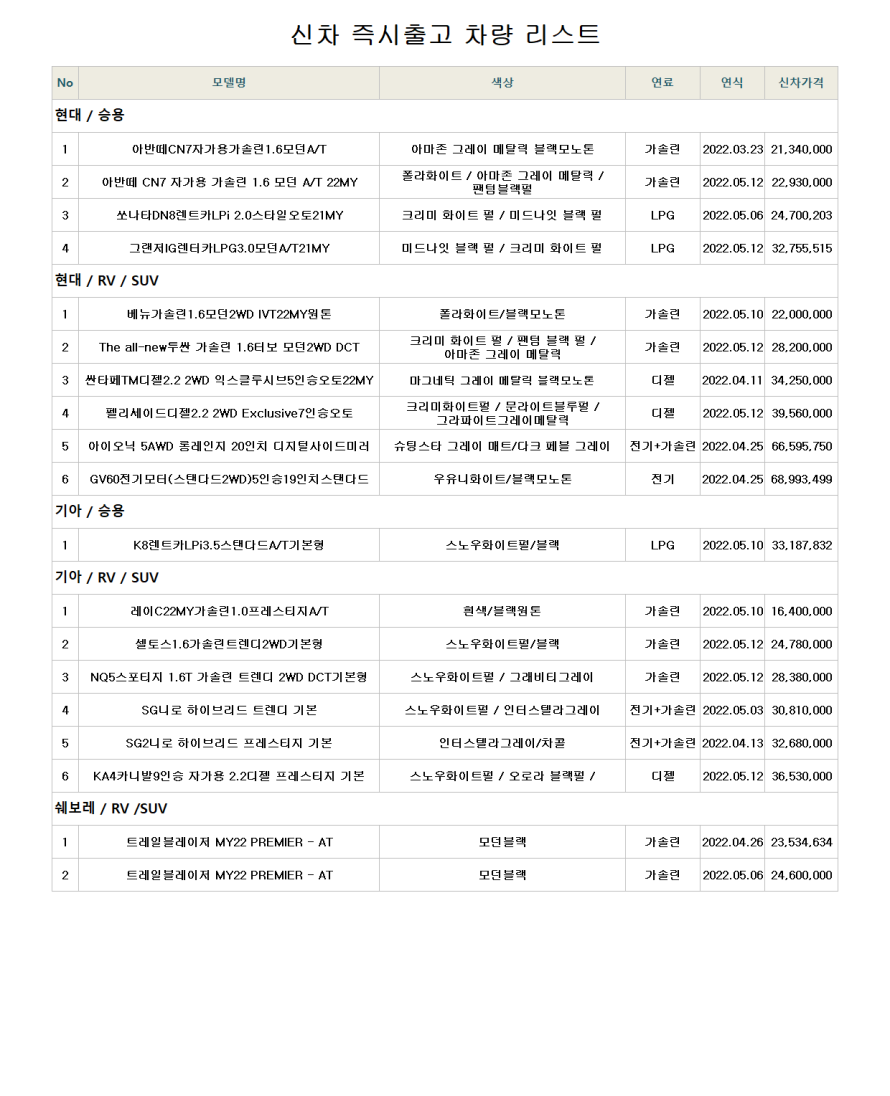 신차 즉시출고 차량 리스트
No 모델명 색상 연료 연식 신차가격
현대 / 승용
1 아반떼CN7자가용가솔린1.6모던A/T 아마존 그레이 메탈릭 블랙모노톤 가솔린 2022.03.23 21,340,000
2 아반떼 CN7 자가용 가솔린 1.6 모던 A/T 22MY 폴라화이트 / 아마존 그레이 메탈릭 / 가솔린 2022.05.12 22,930,000
팬텀블랙펄
3 쏘나타DN8렌트카LPi 2.0스타일오토21MY 크리미 화이트 펄 / 미드나잇 블랙 펄 LPG 2022.05.06 24,700,203
4 그랜저IG렌터카LPG3.0모던A/T21MY 미드나잇 블랙 펄 / 크리미 화이트 펄 LPG 2022.05.12 32,755,515
현대 / RV / SUV
1 베뉴가솔린1.6모던2WD IVT22MY원톤 폴라화이트/블랙모노톤 가솔린 2022.05.10 22,000,000
2 The all-new투싼 가솔린 1.6터보 모던2WD DCT 크리미 화이트 펄 / 팬텀 블랙 펄 / 가솔린 2022.05.12 28,200,000
아마존 그레이 메탈릭
3 싼타페TM디젤2.2 2WD 익스클루시브5인승오토22MY 마그네틱 그레이 메탈릭 블랙모노톤 디젤 2022.04.11 34,250,000
4 펠리세이드디젤2.2 2WD Exclusive7인승오토 크리미화이트펄 / 문라이트블루펄 / 디젤 2022.05.12 39,560,000
그라파이트그레이메탈릭
5 아이오닉 5AWD 롱레인지 20인치 디지털사이드미러 슈팅스타 그레이 매트/다크 페블 그레이 전기+가솔린 2022.04.25 66,595,750
6 GV60전기모터(스탠다드2WD)5인승19인치스탠다드 우유니화이트/블랙모노톤 전기 2022.04.25 68,993,499
기아 / 승용
1 K8렌트카LPi3.5스탠다드A/T기본형 스노우화이트펄/블랙 LPG 2022.05.10 33,187,832
기아 / RV / SUV
1 레이C22MY가솔린1.0프레스티지A/T 흰색/블랙원톤 가솔린 2022.05.10 16,400,000
2 셀토스1.6가솔린트렌디2WD기본형 스노우화이트펄/블랙 가솔린 2022.05.12 24,780,000
3 NQ5스포티지 1.6T 가솔린 트렌디 2WD DCT기본형 스노우화이트펄 / 그래비티그레이 가솔린 2022.05.12 28,380,000
4 SG니로 하이브리드 트렌디 기본 스노우화이트펄 / 인터스텔라그레이 전기+가솔린 2022.05.03 30,810,000
5 SG2니로 하이브리드 프레스티지 기본 인터스텔라그레이/차콜 전기+가솔린 2022.04.13 32,680,000
6 KA4카니발9인승 자가용 2.2디젤 프레스티지 기본 스노우화이트펄 / 오로라 블랙펄 / 디젤 2022.05.12 36,530,000
쉐보레 / RV /SUV
1 트레일블레이저 MY22 PREMIER - AT 모던블랙 가솔린 2022.04.26 23,534,634
2 트레일블레이저 MY22 PREMIER - AT 모던블랙 가솔린 2022.05.06 24,600,000